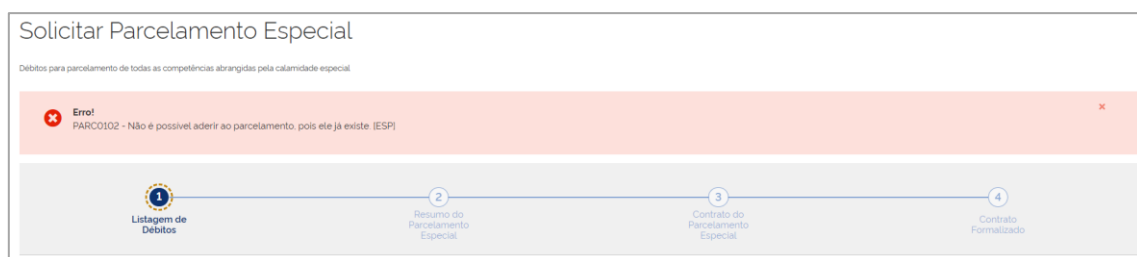 Solicitar Parcelamento Especial
Débitos para parcelamento de todas as competências abrangidas pela calamidade especial
Erro!
PARC0102 - Não é possivel aderir ao parcelamento, pois ele já existe. [ESP]
1
2
3
4
Listagem de
Débitos
Resumo do
Parcelamento
Especial
Contrato do
Parcelamento
Especial
Contrato
Formalizado